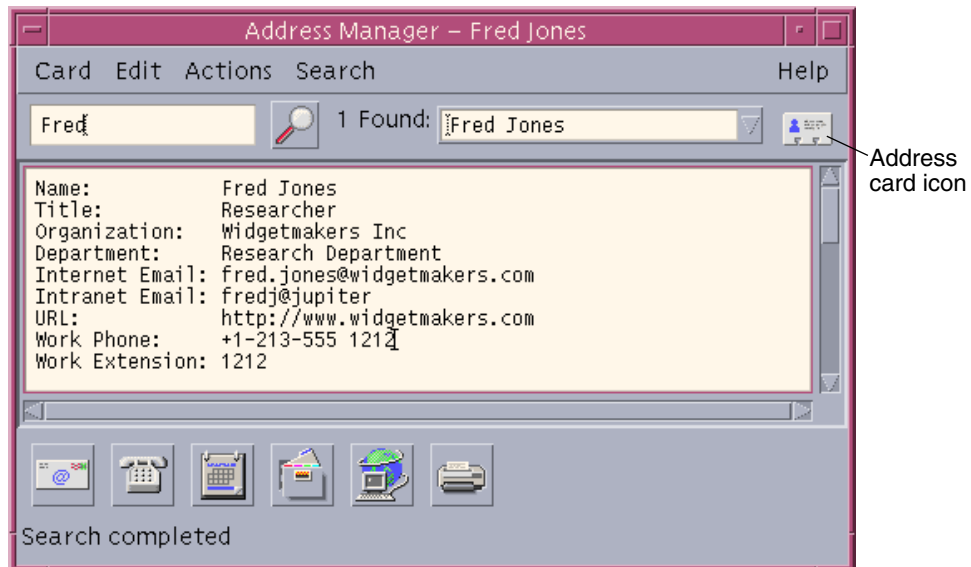 Address Manager – Fred Jones
Card Edit Actions Search Help
Fred 1 Found: Fred Jones
Address
card icon
Name: Fred Jones
Title: Researcher
Organization: Widgetmakers Inc
Department: Research Department
Internet Email: fred.jones@widgetmakers.com
Intranet Email: fredj@jupiter
URL: http://www.widgetmakers.com
Work Phone: +1-213-555 1212
Work Extension: 1212
@
Search completed